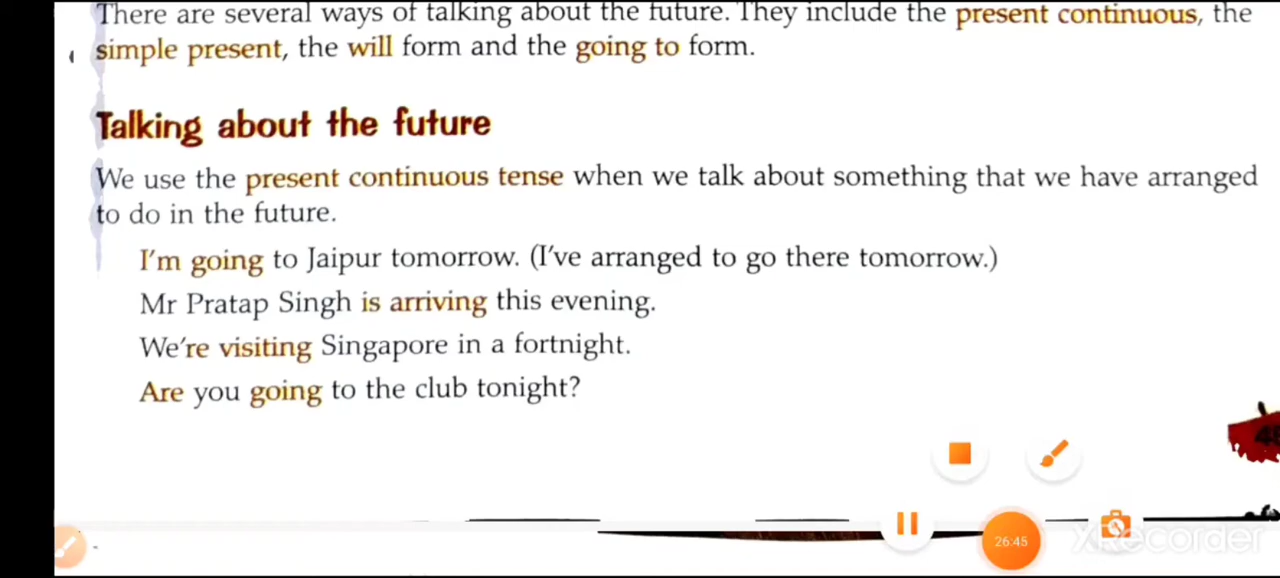 There are several ways of talking about the future. They include the present continuous, the
simple present, the will form and the going to form.
Talking about the future
We use the present continuous tense when we talk about something that we have arranged
to do in the future.
I'm going to Jaipur tomorrow. (I've arranged to go there tomorrow.)
Mr Pratap Singh is arriving this evening.
We're visiting Singapore in a fortnight.
Are you going to the club tonight?
26:45
XRecorder